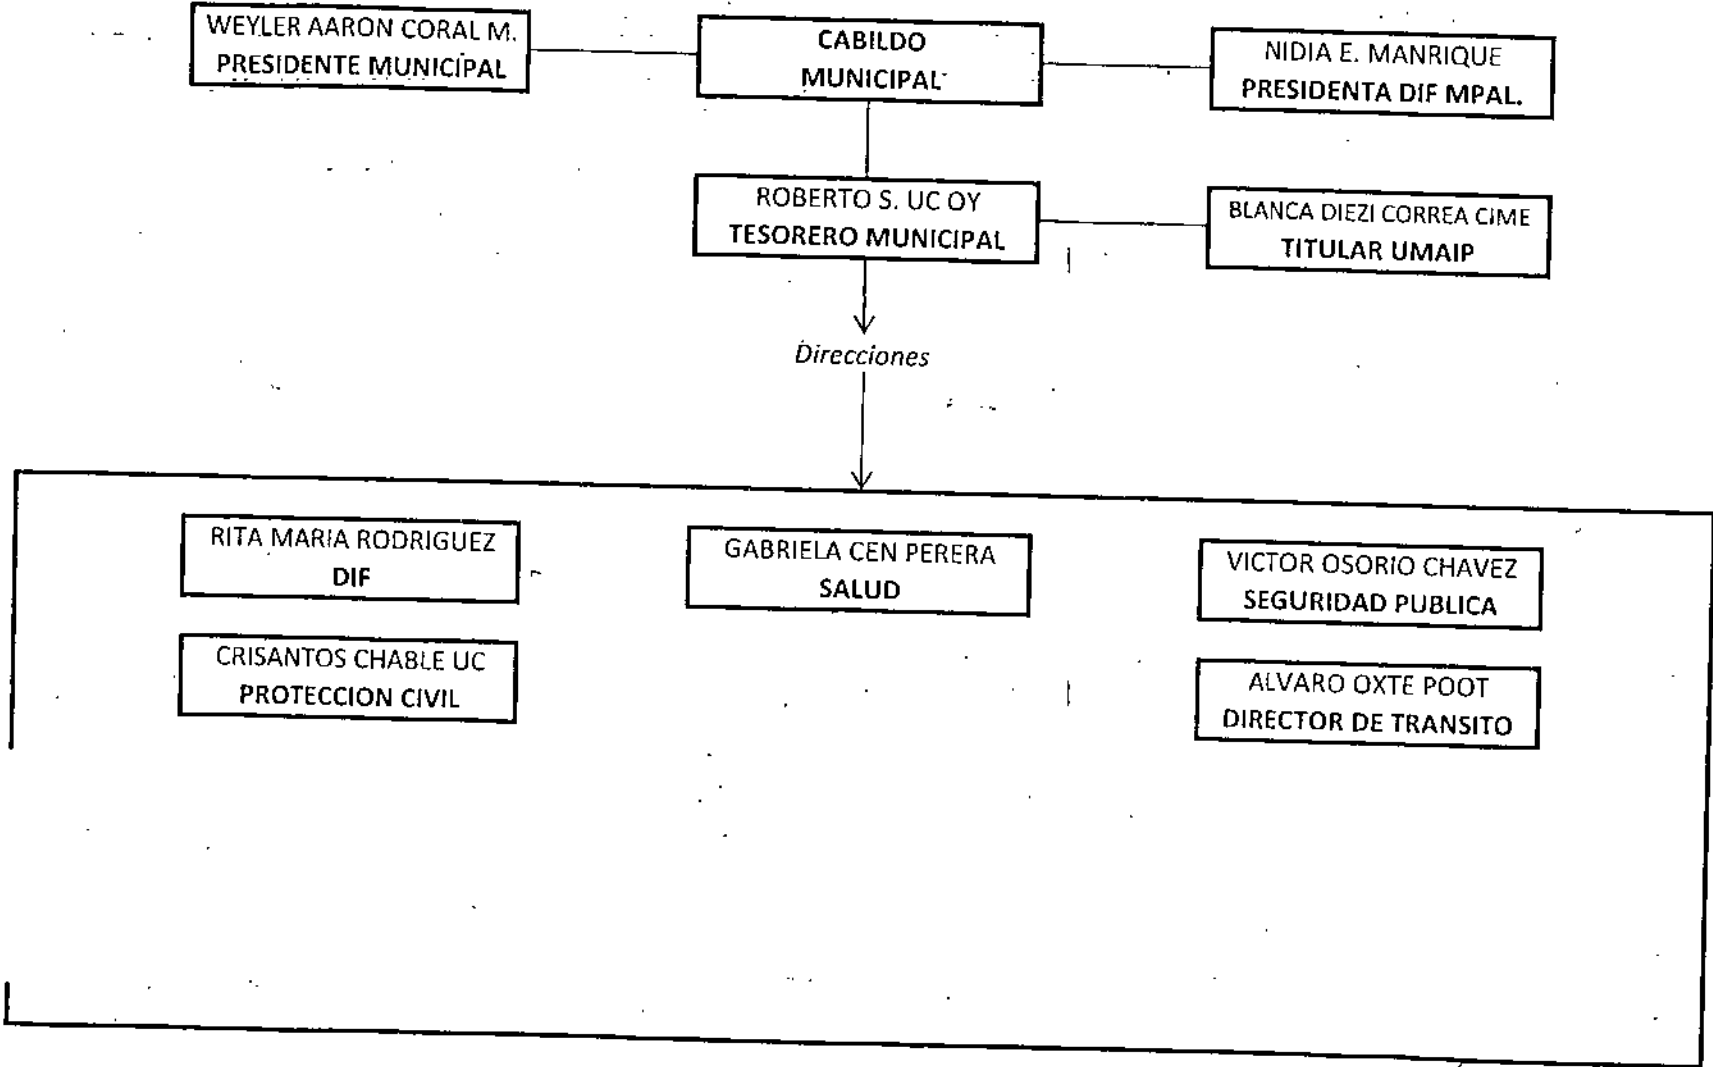 WEYLER AARON CORAL M.
PRESIDENTE MUNICIPAL
CABILDO
MUNICIPAL
NIDIA E. MANRIQUE
PRESIDENTA DIF MPAL.
ROBERTO S. UC OY
TESORERO MUNICIPAL
BLANCA DIEZI CORREA CIME
TITULAR UMAIP
Direcciones
RITA MARIA RODRIGUEZ
DIF
GABRIELA CEN PERERA
SALUD
VICTOR OSORIO CHAVEZ
SEGURIDAD PUBLICA
CRISANTOS CHABLE UC
PROTECCION CIVIL
ALVARO OXTE POOT
DIRECTOR DE TRANSITO